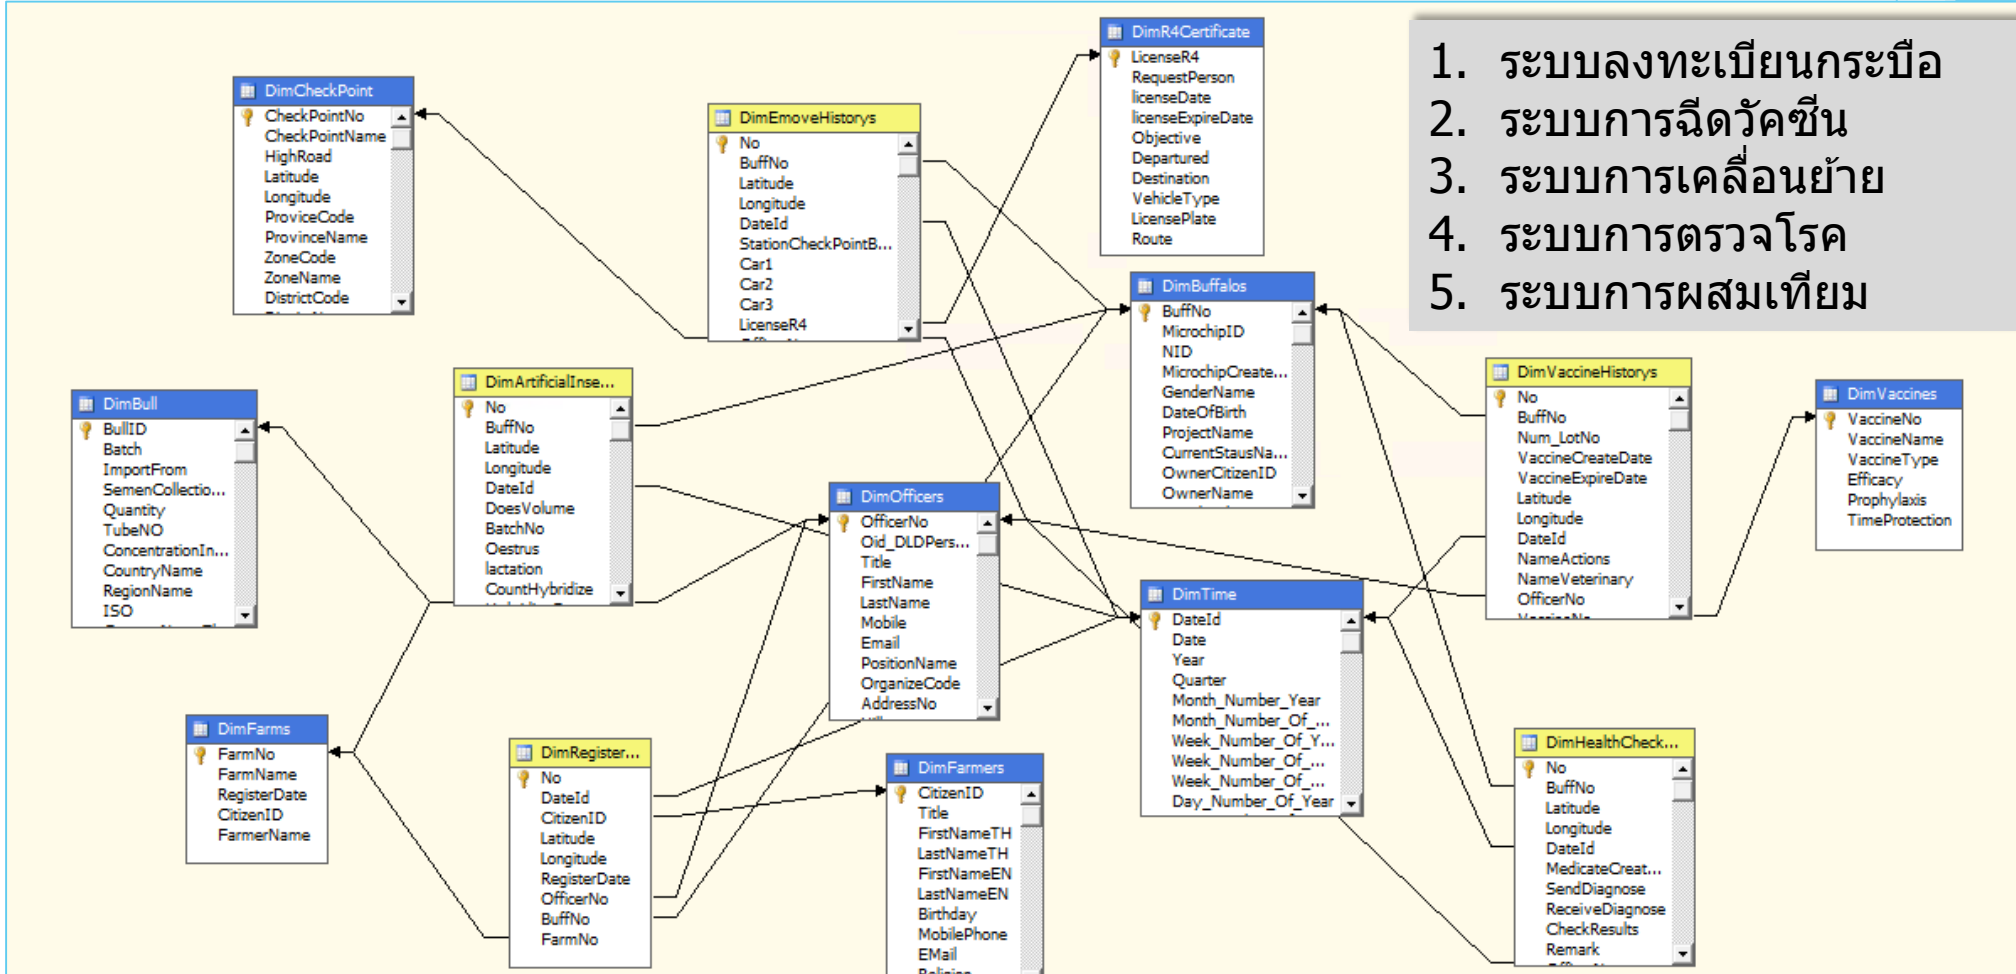 DimCheckPoint
CheckPointNo
CheckPointName
HighRoad
Latitude
Longitude
ProviceCode
ProvinceName
ZoneCode
ZoneName
DistrictCode
DimEmoveHistorys
No
BuffNo
Latitude
Longitude
DateId
StationCheckPointB...
Car1
Car2
Car3
LicenseR4
DimR4Certificate
LicenseR4
RequestPerson
licenseDate
licenseExpireDate
Objective
Departured
Destination
VehicleType
LicensePlate
Route
1. ระบบลงทะเบียนกระบือ
2. ระบบการฉีดวัคซีน
3. ระบบการเคลื่อนย้าย
4. ระบบการตรวจโรค
5. ระบบการผสมเทียม
DimBull
BullID
Batch
ImportFrom
SemenCollectio...
Quantity
TubeNO
ConcentrationIn...
CountryName
RegionName
ISO
DimArtificialInse...
No
BuffNo
Latitude
Longitude
DateId
DoesVolume
BatchNo
Oestrus
lactation
CountHybridize
DimBuffalos
BuffNo
MicrochipID
NID
MicrochipCreate...
GenderName
DateOfBirth
ProjectName
CurrentStausNa...
OwnerCitizenID
OwnerName
DimVaccineHistorys
No
BuffNo
Num_LotNo
VaccineCreateDate
VaccineExpireDate
Latitude
Longitude
DateId
NameActions
NameVeterinary
OfficerNo
VaccineNo
DimVaccines
VaccineNo
VaccineName
VaccineType
Efficacy
Prophylaxis
TimeProtection
DimOfficers
OfficerNo
Oid_DLDPers...
Title
FirstName
LastName
Mobile
Email
PositionName
OrganizeCode
AddressNo
DimTime
DateId
Date
Year
Quarter
Month_Number_Year
Month_Number_Of_...
Week_Number_Of_Y...
Week_Number_Of_...
Week_Number_Of_...
Day_Number_Of_Year
DimFarms
FarmNo
FarmName
RegisterDate
CitizenID
FarmerName
DimRegister...
No
DateId
CitizenID
Latitude
Longitude
RegisterDate
OfficerNo
BuffNo
FarmNo
DimFarmers
CitizenID
Title
FirstNameTH
LastNameTH
FirstNameEN
LastNameEN
Birthday
MobilePhone
EMail
Religion
DimHealthCheck...
No
BuffNo
Latitude
Longitude
DateId
MedicateCreat...
SendDiagnose
ReceiveDiagnose
CheckResults
Remark